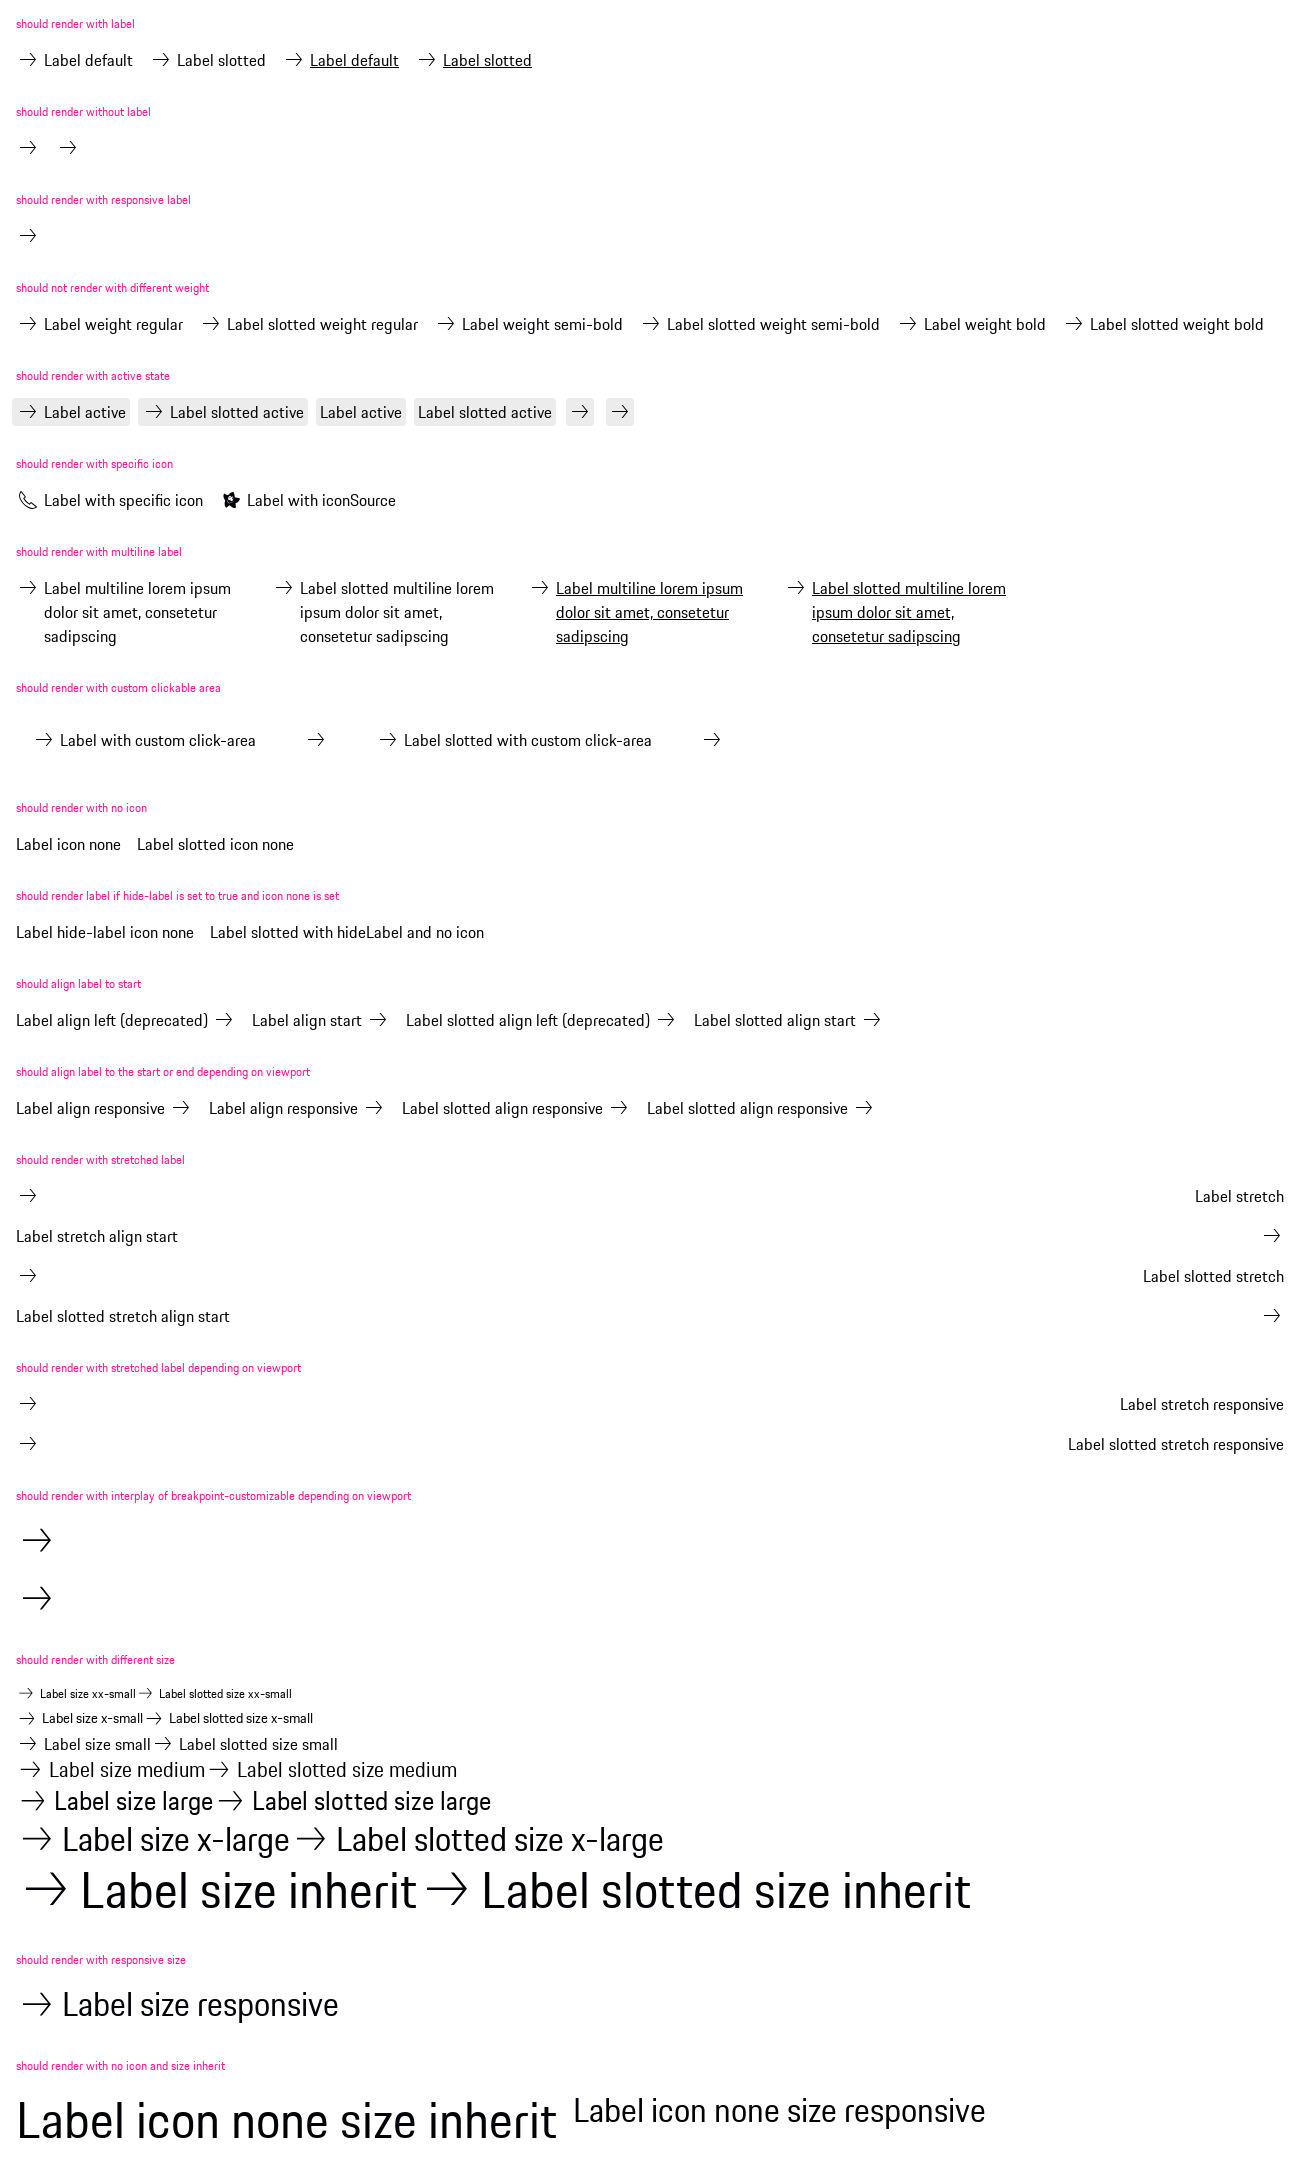 should render with label
Label default Label slotted Label default Label slotted
should render without label
should render with responsive label
should not render with different weight
Label weight regular Label slotted weight regular Label weight semi-bold Label slotted weight semi-bold Label weight bold Label slotted weight bold
should render with active state
Label active Label slotted active Label active Label slotted active
should render with specific icon
Label with specific icon Label with iconSource
should render with multiline label
Label multiline lorem ipsum
dolor sit amet, consetetur
sadipscing
Label slotted multiline lorem
ipsum dolor sit amet,
consetetur sadipscing
Label multiline lorem ipsum
dolor sit amet, consetetur
sadipscing
Label slotted multiline lorem
ipsum dolor sit amet,
consetetur sadipscing
should render with custom clickable area
Label with custom click-area Label slotted with custom click-area
should render with no icon
Label icon none Label slotted icon none
should render label if hide-label is set to true and icon none is set
Label hide-label icon none Label slotted with hideLabel and no icon
should align label to start
Label align left (deprecated) Label align start Label slotted align left (deprecated) Label slotted align start
should align label to the start or end depending on viewport
Label align responsive Label align responsive Label slotted align responsive Label slotted align responsive
should render with stretched label
Label stretch
Label stretch align start
Label slotted stretch
Label slotted stretch align start
should render with stretched label depending on viewport
Label stretch responsive
Label slotted stretch responsive
should render with interplay of breakpoint-customizable depending on viewport
should render with different size
Label size xx-small Label slotted size xx-small
Label size x-small Label slotted size x-small
Label size small Label slotted size small
Label size medium Label slotted size medium
Label size large Label slotted size large
Label size x-large Label slotted size x-large
Label size inherit Label slotted size inherit
should render with responsive size
Label size responsive
should render with no icon and size inherit
Label icon none size inherit Label icon none size responsive